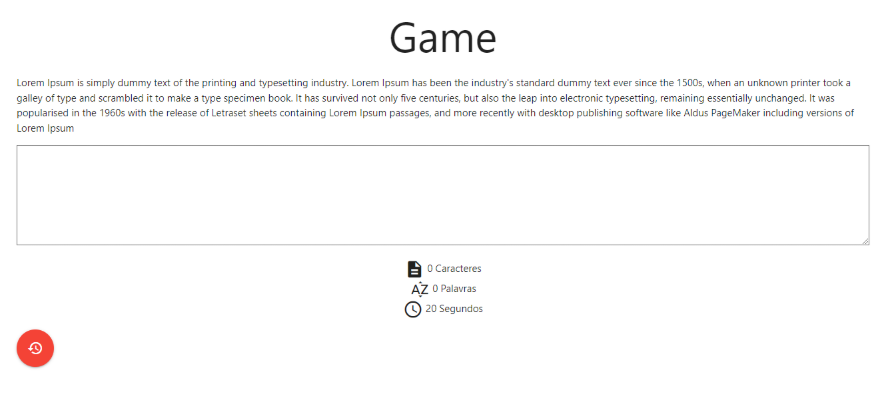 Game
Lorem Ipsum is simply dummy text of the printing and typesetting industry. Lorem Ipsum has been the industry's standard dummy text ever since the 1500s, when an unknown printer took a
galley of type and scrambled it to make a type specimen book. It has survived not only five centuries, but also the leap into electronic typesetting, remaining essentially unchanged. It was
popularised in the 1960s with the release of Letraset sheets containing Lorem Ipsum passages, and more recently with desktop publishing software like Aldus PageMaker including versions of
Lorem Ipsum
0 Caracteres
AZ 0 Palavras
20 Segundos